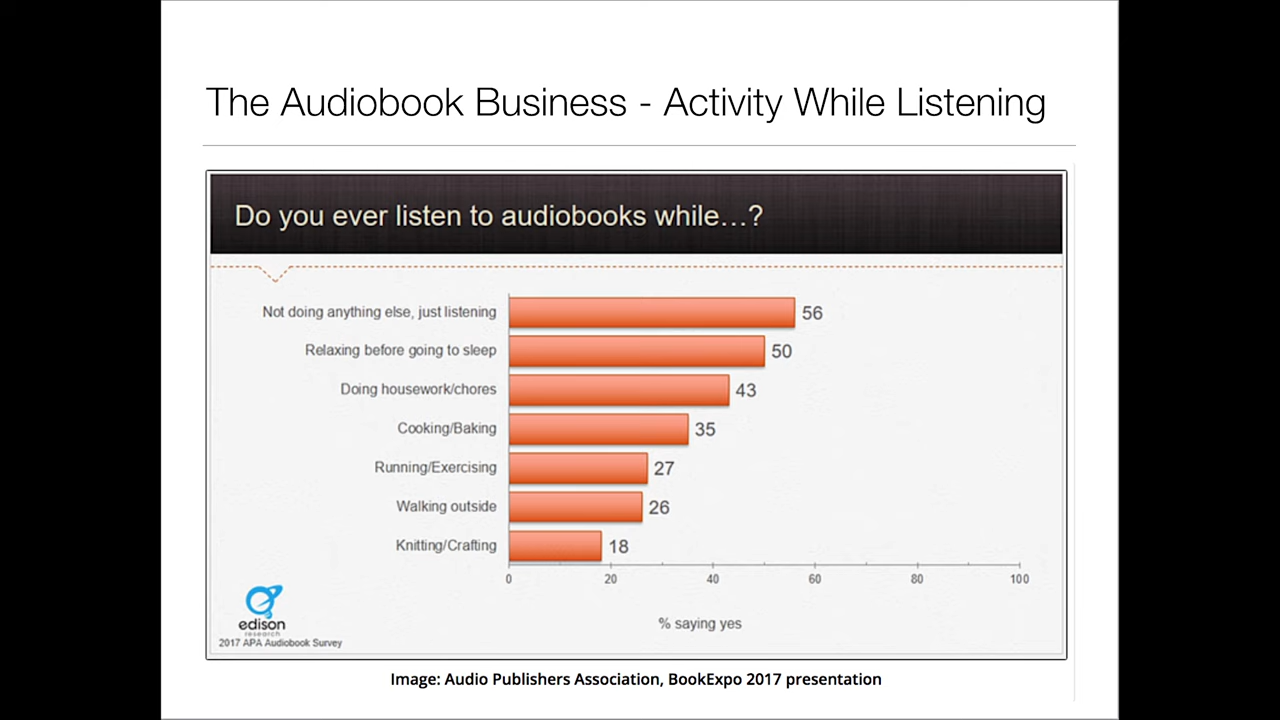 The Audiobook Business - Activity While Listening
Do you ever listen to audiobooks while…?
Not doing anything else, just listening 56
Relaxing before going to sleep 50
Doing housework/chores 43
Cooking/Baking 35
Running/Exercising 27
Walking outside 26
Knitting/Crafting 18
0 20 40 60 80 100
% saying yes
edison
research
2017 APA Audiobook Survey
Image: Audio Publishers Association, BookExpo 2017 presentation